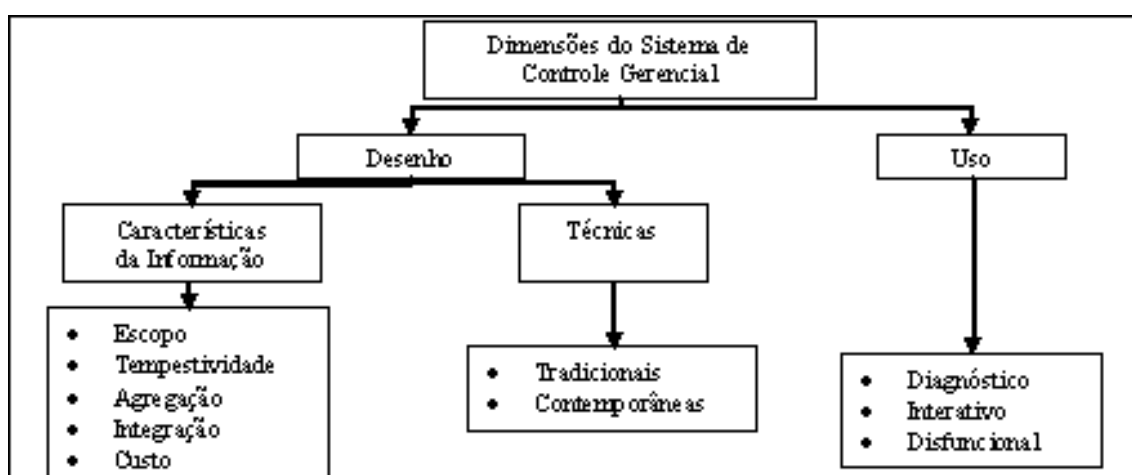 Dimensões do Sistema de
Controle Gerencial
Desenho
Uso
Características
da Informação
Técnicas
• Escopo
• Tempestividade
• Agregação
• Integração
• Custo
• Tradicionais
• Contemporâneas
• Diagnóstico
• Interativo
• Disfuncional